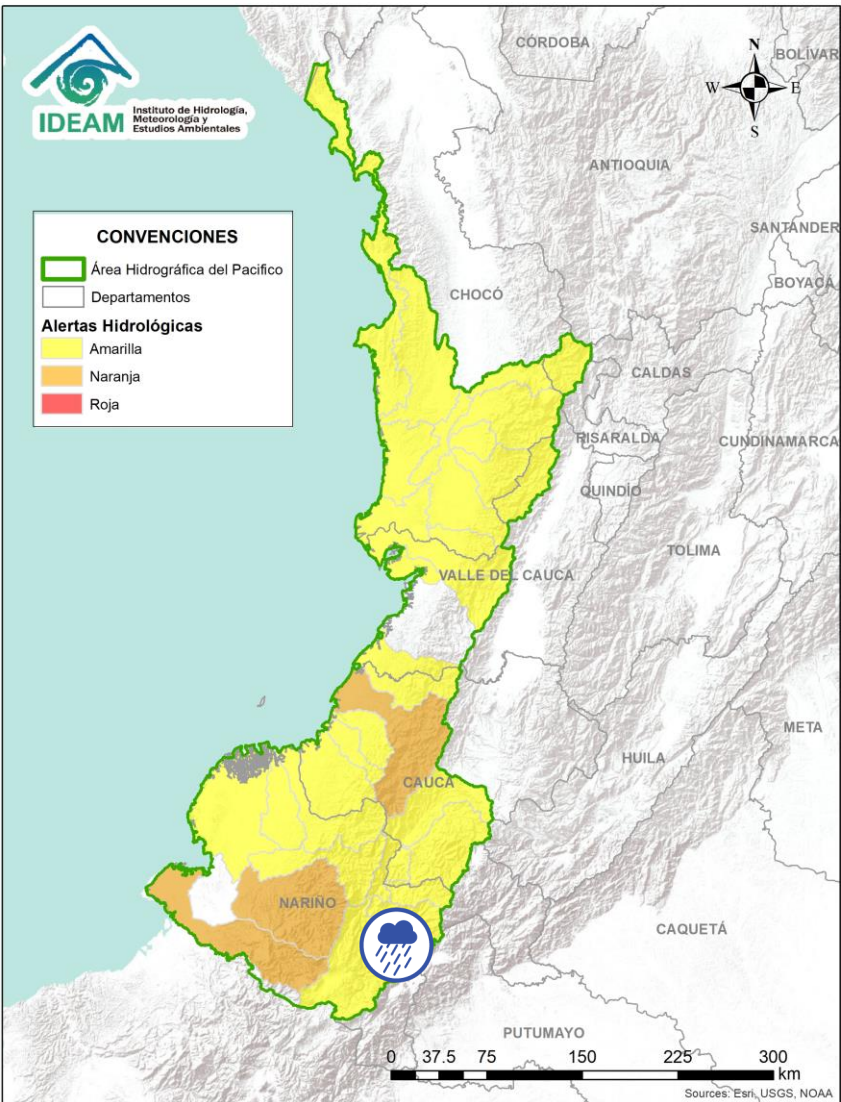 IDEAM
Instituto de Hidrología,
Meteorología y
Estudios Ambientales
N
W
E
S
CÓRDOBA
BOLÍVAR
ANTIOQUIA
SANTANDER
BOYACÁ
CHOCÓ
CONVENCIONES
Área Hidrográfica del Pacifico
Departamentos
Alertas Hidrológicas
Amarilla
Naranja
Roja
CALDAS
RISARALDA
CUNDINAMARCA
QUINDÍO
TOLIMA
VALLE DEL CAUCA
META
HUILA
CAUCA
NARIÑO
CAQUETÁ
PUTUMAYO
0 37.5 75 150 225 300
km
Sources: Esri, USGS, NOAA